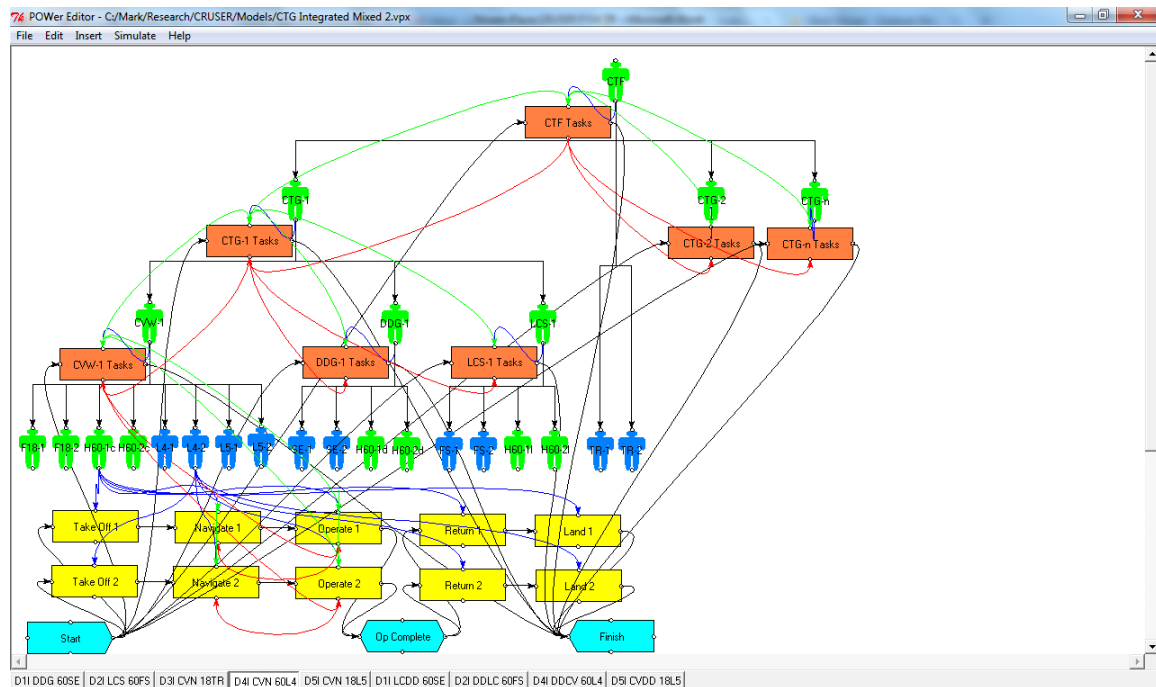 POWer Editor - C:/Mark/Research/CRUSER/Models/CTG Integrated Mixed 2.vpx
File Edit Insert Simulate Help
CTF
CTF Tasks
CTG-1 CTG-2 CTG-n
CTG-1 Tasks CTG-2 Tasks CTG-n Tasks
CVW-1 DDG-1 LCS-1
CVW-1 Tasks DDG-1 Tasks LCS-1 Tasks
F18-1 F18-2 H60-1c H60-2c L4-1 L4-2 L5-1 L5-2 SE-1 SE-2 H60-1d H60-2d FS-1 FS-2 H60-1l H60-2l TR-1 TR-2
Take Off 1 Navigate 1 Operate 1 Return 1 Land 1
Take Off 2 Navigate 2 Operate 2 Return 2 Land 2
Start Op Complete Finish
D1I DDG 60SE D2I LCS 60FS D3I CVN 18TR D4I CVN 60L4 D5I CVN 18L5 D1I LCDD 60SE D2I DDLC 60FS D4I DDCV 60L4 D5I CVDD 18L5